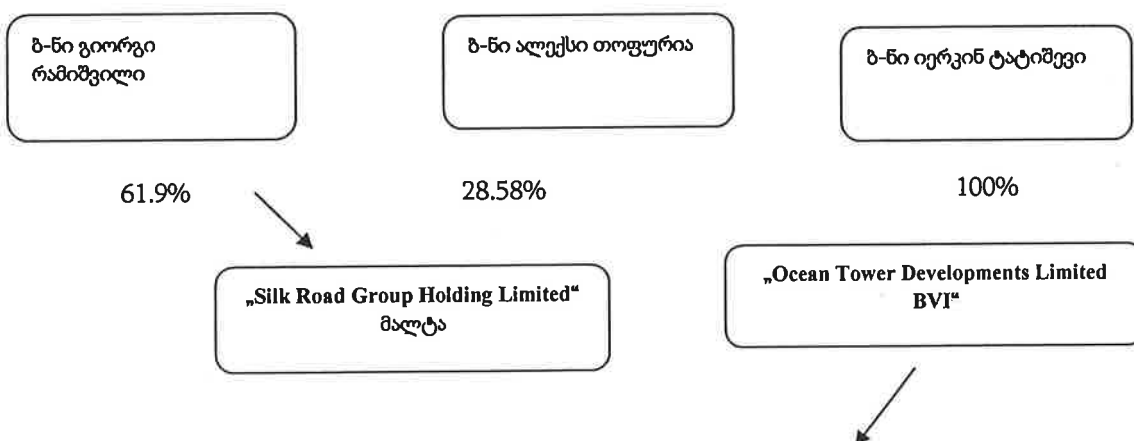 ბ-ნი გიორგი
რამიშვილი
ბ-ნი ალექსი თოფურია
ბ-ნი იერკინ ტატიშევი
61.9%
28.58%
100%
„Silk Road Group Holding Limited“
მალტა
„Ocean Tower Developments Limited
BVI“